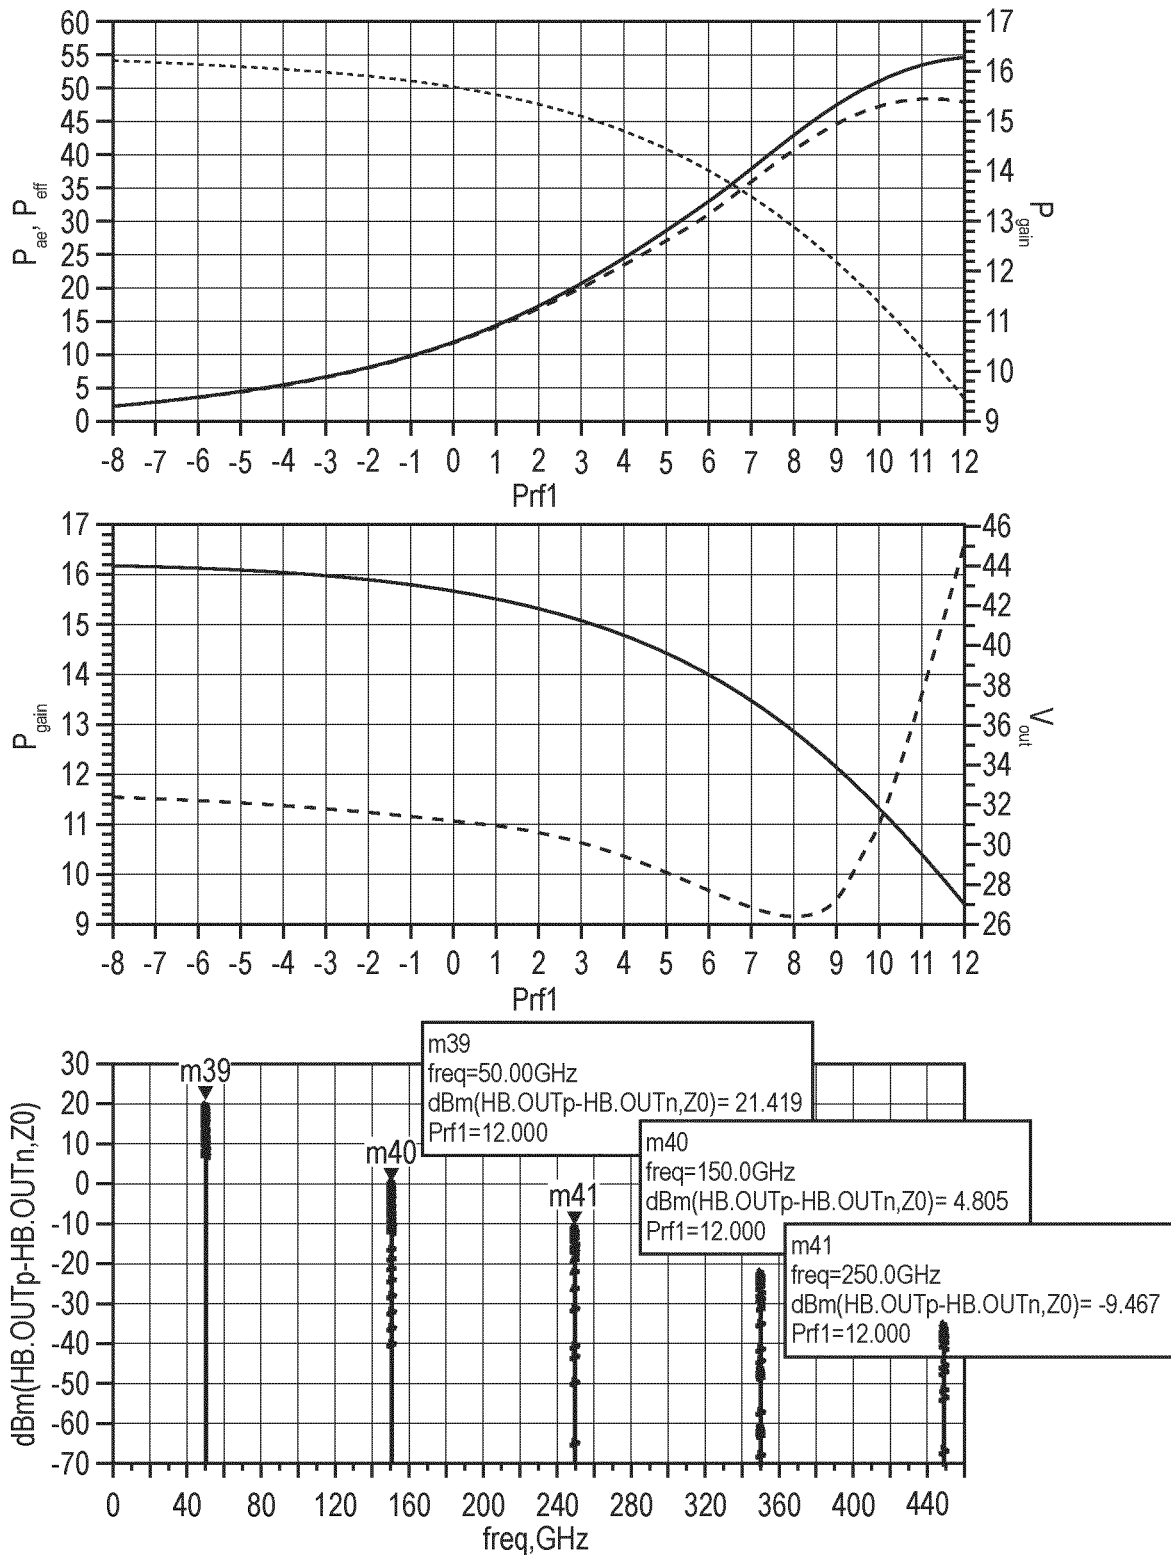 60
55
50
45
40
35
30
25
20
15
10
5
0
Pae, Peff
17
16
15
14
13
12
11
10
9
Pgain
-8 -7 -6 -5 -4 -3 -2 -1 0 1 2 3 4 5 6 7 8 9 10 11 12
Prf1
17
16
15
14
13
12
11
10
9
Pgain
46
44
42
40
38
36
34
32
30
28
26
Vout
-8 -7 -6 -5 -4 -3 -2 -1 0 1 2 3 4 5 6 7 8 9 10 11 12
Prf1
30
20
10
0
-10
-20
-30
-40
-50
-60
-70
dBm(HB.OUTp-HB.OUTn,Z0)
m39
m40
m41
m39
freq=50.00GHz
dBm(HB.OUTp-HB.OUTn,Z0)= 21.419
Prf1=12.000
m40
freq=150.0GHz
dBm(HB.OUTp-HB.OUTn,Z0)= 4.805
Prf1=12.000
m41
freq=250.0GHz
dBm(HB.OUTp-HB.OUTn,Z0)= -9.467
Prf1=12.000
0 40 80 120 160 200 240 280 320 360 400 440
freq,GHz